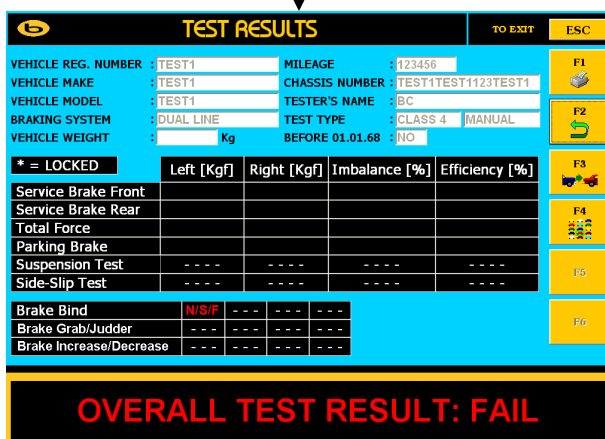 b TEST RESULTS TO EXIT ESC
VEHICLE REG. NUMBER : TEST1 MILEAGE : 123456 F1
VEHICLE MAKE : TEST1 CHASSIS NUMBER : TEST1TEST1123TEST1
VEHICLE MODEL : TEST1 TESTER'S NAME : BC F2
BRAKING SYSTEM : DUAL LINE TEST TYPE : CLASS 4 MANUAL
VEHICLE WEIGHT : Kg BEFORE 01.01.68 : NO
* = LOCKED Left [Kgf] Right [Kgf] Imbalance [%] Efficiency [%] F3
Service Brake Front
Service Brake Rear F4
Total Force
Parking Brake
Suspension Test - - - - - - - - - - - - - - - - F5
Side-Slip Test - - - - - - - - - - - - - - - -
Brake Bind N/S/F - - - - - - - - - F6
Brake Grab/Judder - - - - - - - - - - - -
Brake Increase/Decrease - - - - - - - - - - - -
OVERALL TEST RESULT: FAIL